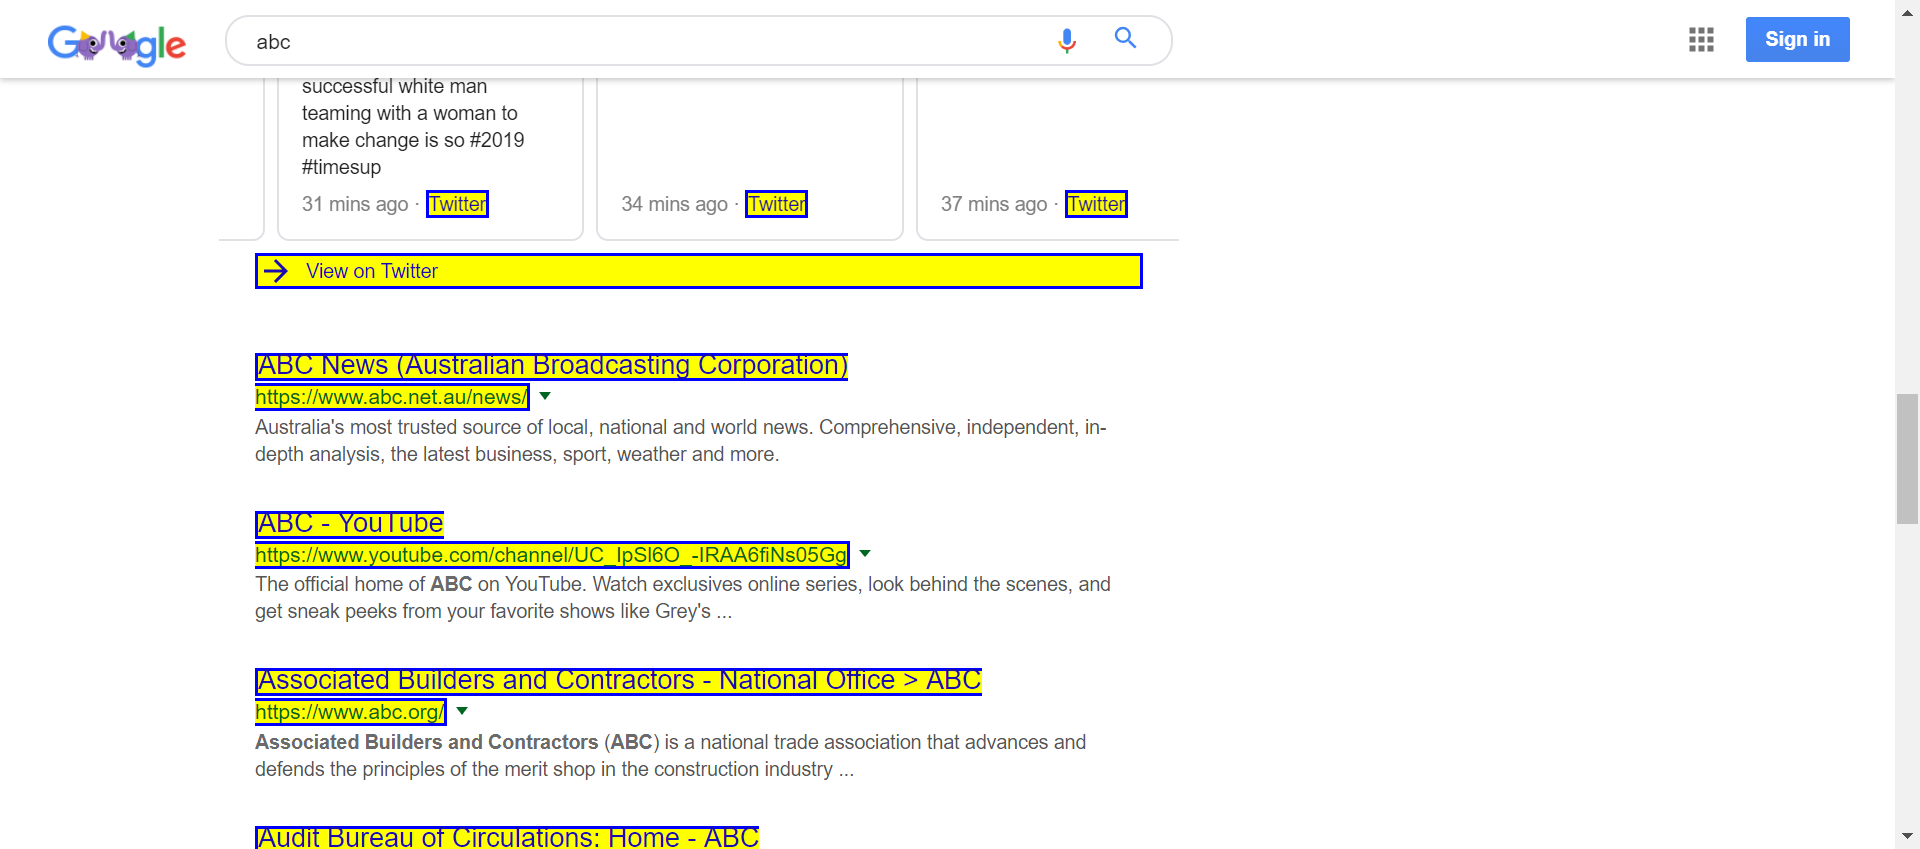 Google
abc
Sign in
successful white man
teaming with a woman to
make change is so #2019
#timesup
31 mins ago · Twitter
34 mins ago · Twitter
37 mins ago · Twitter
View on Twitter
ABC News (Australian Broadcasting Corporation)
https://www.abc.net.au/news/
Australia's most trusted source of local, national and world news. Comprehensive, independent, in-
depth analysis, the latest business, sport, weather and more.
ABC - YouTube
https://www.youtube.com/channel/UC_IpSl6O_-IRAA6fiNs05Gg
The official home of ABC on YouTube. Watch exclusives online series, look behind the scenes, and
get sneak peeks from your favorite shows like Grey's ...
Associated Builders and Contractors - National Office > ABC
https://www.abc.org/
Associated Builders and Contractors (ABC) is a national trade association that advances and
defends the principles of the merit shop in the construction industry ...
Audit Bureau of Circulations: Home - ABC